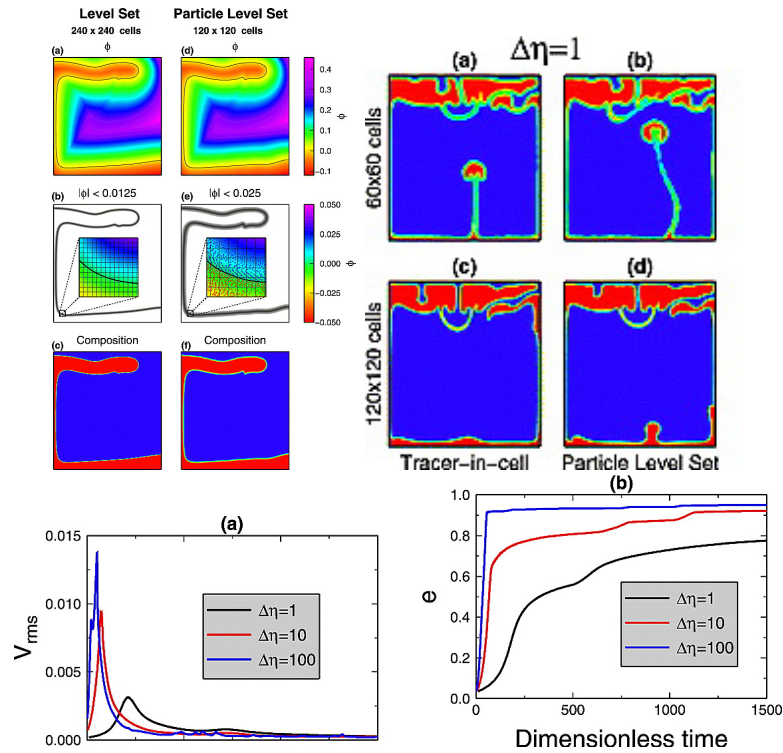 Level Set
240 x 240 cells
Particle Level Set
120 x 120 cells
(a)
ϕ
(d)
ϕ
0.4
0.3
0.2
0.1
0.0
-0.1
ϕ
(b)
|ϕ| < 0.0125
(e)
|ϕ| < 0.025
0.050
0.025
0.000
-0.025
-0.050
ϕ
(c)
Composition
(f)
Composition
Δη=1
(a)
(b)
60x60 cells
(c)
(d)
120x120 cells
Tracer-in-cell
Particle Level Set
(a)
0.015
0.010
0.005
0.000
Vrms
Δη=1
Δη=10
Δη=100
(b)
1.0
0.8
0.6
0.4
0.2
0.0
e
Δη=1
Δη=10
Δη=100
0
500
1000
1500
Dimensionless time